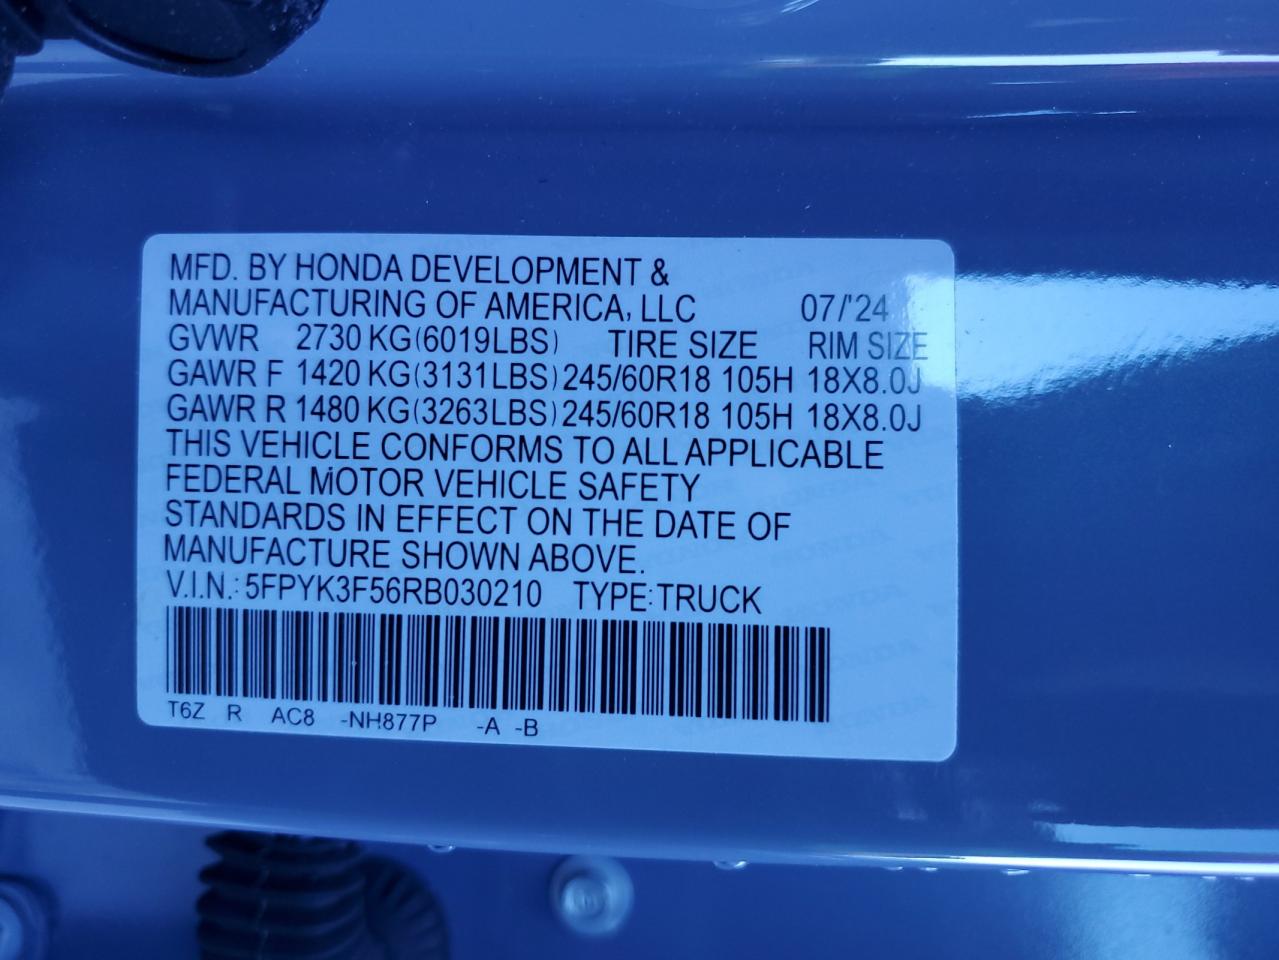 MFD. BY HONDA DEVELOPMENT &
MANUFACTURING OF AMERICA, LLC 07/'24
GVWR 2730 KG(6019LBS) TIRE SIZE RIM SIZE
GAWR F 1420 KG(3131LBS) 245/60R18 105H 18X8.0J
GAWR R 1480 KG(3263LBS) 245/60R18 105H 18X8.0J
THIS VEHICLE CONFORMS TO ALL APPLICABLE
FEDERAL MOTOR VEHICLE SAFETY
STANDARDS IN EFFECT ON THE DATE OF
MANUFACTURE SHOWN ABOVE.
V.I.N.: 5FPYK3F56RB030210 TYPE: TRUCK
T6Z R AC8 -NH877P -A -B